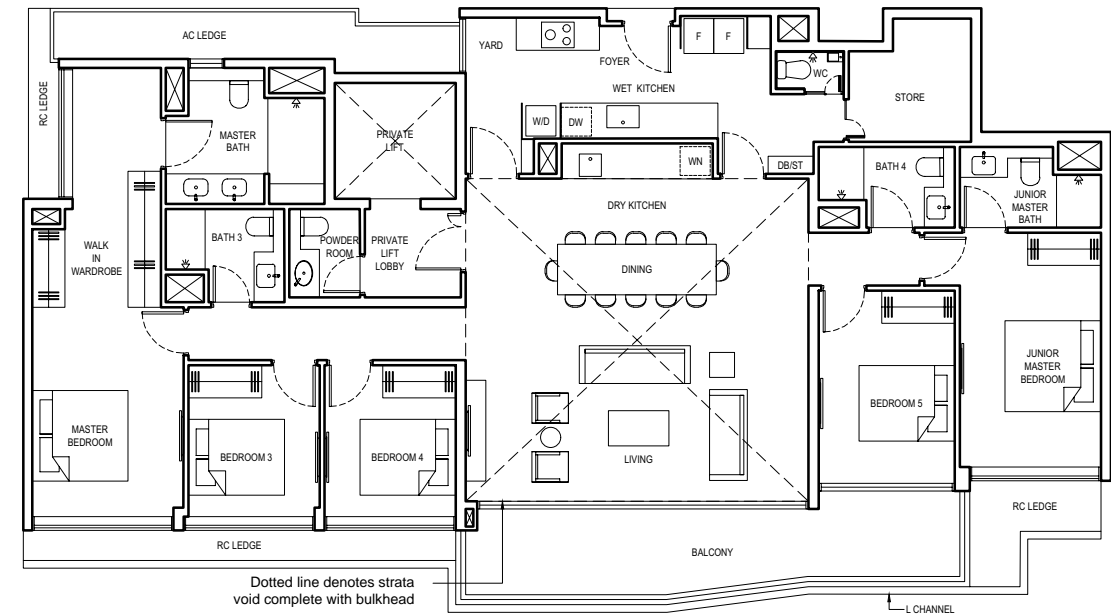 AC LEDGE
YARD
FOYER
F
F
WET KITCHEN
WC
STORE
RC LEDGE
MASTER
BATH
PRIVATE
LIFT
W/D
DW
WN
DB/ST
BATH 4
JUNIOR
MASTER
BATH
DRY KITCHEN
WALK
IN
WARDROBE
BATH 3
POWDER
ROOM
PRIVATE
LIFT
LOBBY
DINING
JUNIOR
MASTER
BEDROOM
MASTER
BEDROOM
BEDROOM 3
BEDROOM 4
LIVING
BEDROOM 5
RC LEDGE
RC LEDGE
BALCONY
Dotted line denotes strata
void complete with bulkhead
L CHANNEL